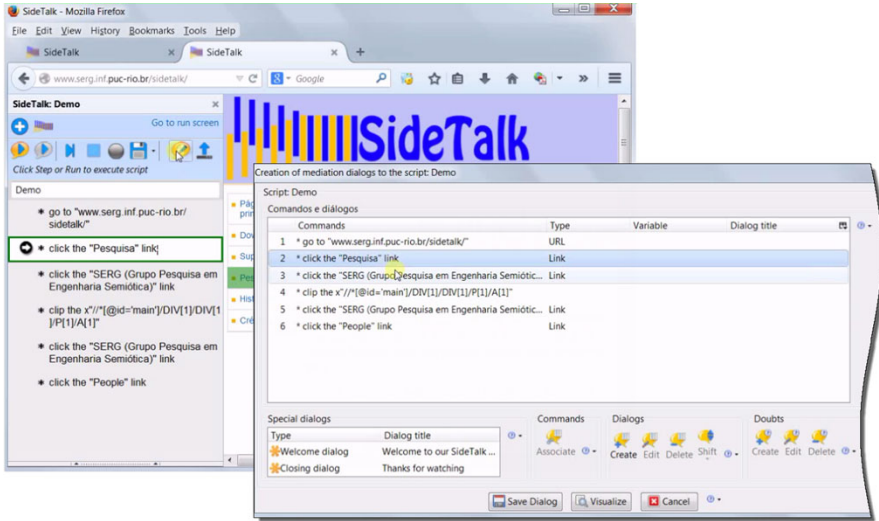 SideTalk - Mozilla Firefox
File Edit View History Bookmarks Tools Help
SideTalk
SideTalk
www.serg.inf.puc-rio.br/sidetalk/
Google
SideTalk: Demo
Go to run screen
Click Step or Run to execute script
Demo
go to "www.serg.inf.puc-rio.br/
sidetalk/"
click the "Pesquisa" link
click the "SERG (Grupo Pesquisa em
Engenharia Semiótica)" link
clip the x"//*[@id='main']/DIV[1]/DIV[1
]/P[1]/A[1]"
click the "SERG (Grupo Pesquisa em
Engenharia Semiótica)" link
click the "People" link
SideTalk
Pág
prin
Dov
Sup
Pes
Hist
Cré
Creation of mediation dialogs to the script: Demo
Script: Demo
Comandos e diálogos
Commands Type Variable Dialog title
1 * go to "www.serg.inf.puc-rio.br/sidetalk/" URL
2 * click the "Pesquisa" link Link
3 * click the "SERG (Grupo Pesquisa em Engenharia Semiótic... Link
4 * clip the x"//*[@id='main']/DIV[1]/DIV[1]/P[1]/A[1]"
5 * click the "SERG (Grupo Pesquisa em Engenharia Semiótic... Link
6 * click the "People" link Link
Special dialogs
Type Dialog title
Welcome dialog Welcome to our SideTalk ...
Closing dialog Thanks for watching
Commands
Associate
Dialogs
Create Edit Delete Shift
Doubts
Create Edit Delete
Save Dialog Visualize Cancel